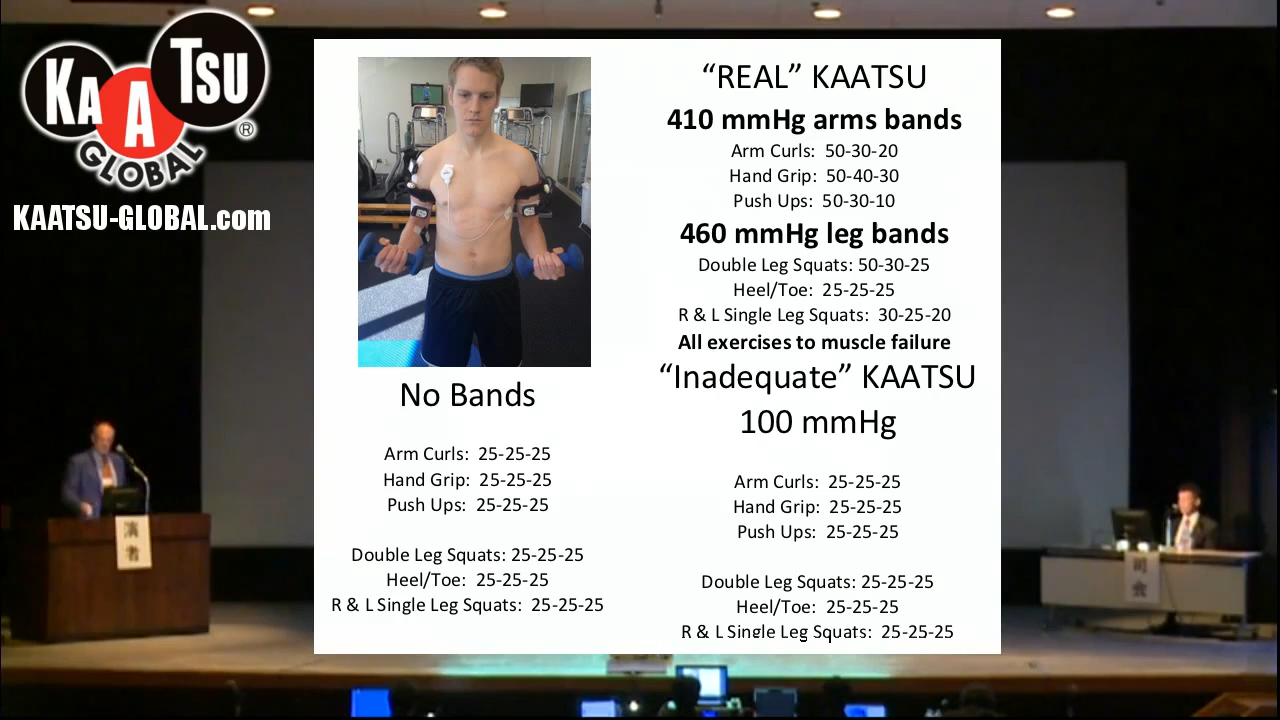 KAATSU®
GLOBAL
KAATSU-GLOBAL.com
演者
No Bands
Arm Curls: 25-25-25
Hand Grip: 25-25-25
Push Ups: 25-25-25
Double Leg Squats: 25-25-25
Heel/Toe: 25-25-25
R & L Single Leg Squats: 25-25-25
“REAL” KAATSU
410 mmHg arms bands
Arm Curls: 50-30-20
Hand Grip: 50-40-30
Push Ups: 50-30-10
460 mmHg leg bands
Double Leg Squats: 50-30-25
Heel/Toe: 25-25-25
R & L Single Leg Squats: 30-25-20
All exercises to muscle failure
“Inadequate” KAATSU
100 mmHg
Arm Curls: 25-25-25
Hand Grip: 25-25-25
Push Ups: 25-25-25
Double Leg Squats: 25-25-25
Heel/Toe: 25-25-25
R & L Single Leg Squats: 25-25-25
司会